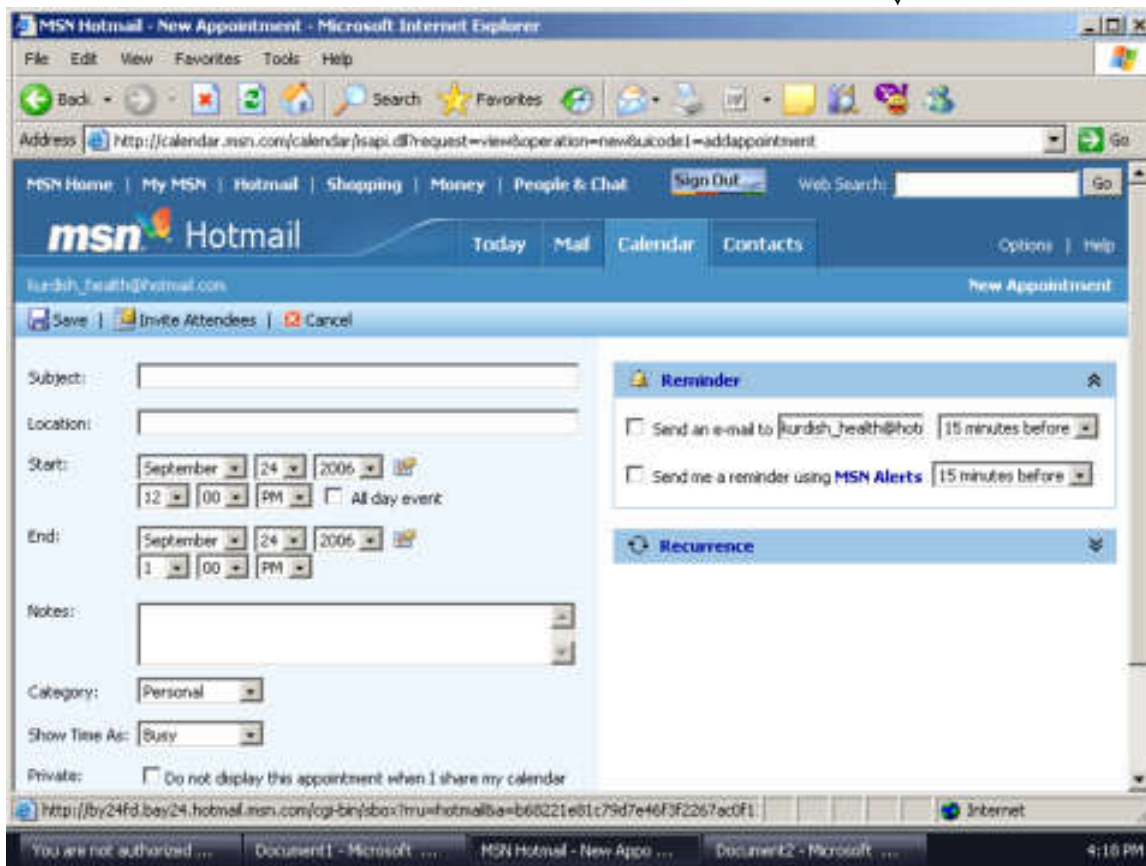 MSN Hotmail - New Appointment - Microsoft Internet Explorer
File Edit View Favorites Tools Help
Back Search Favorites
Address http://calendar.msn.com/calendar/isapi.dll?request=view&operation=new&uicode1=addappointment Go
MSN Home | My MSN | Hotmail | Shopping | Money | People & Chat Sign Out Web Search: Go
msn Hotmail Today Mail Calendar Contacts Options | Help
kurdish_health@hotmail.com New Appointment
Save | Invite Attendees | Cancel
Subject:
Location:
Start: September 24 2006
12 00 PM All day event
End: September 24 2006
1 00 PM
Notes:
Category: Personal
Show Time As: Busy
Private: Do not display this appointment when I share my calendar
Reminder
Send an e-mail to kurdish_health@hoti 15 minutes before
Send me a reminder using MSN Alerts 15 minutes before
Recurrence
Internet
You are not authorized ... Document1 - Microsoft ... MSN Hotmail - New Appo ... Document2 - Microsoft ... 4:18 PM